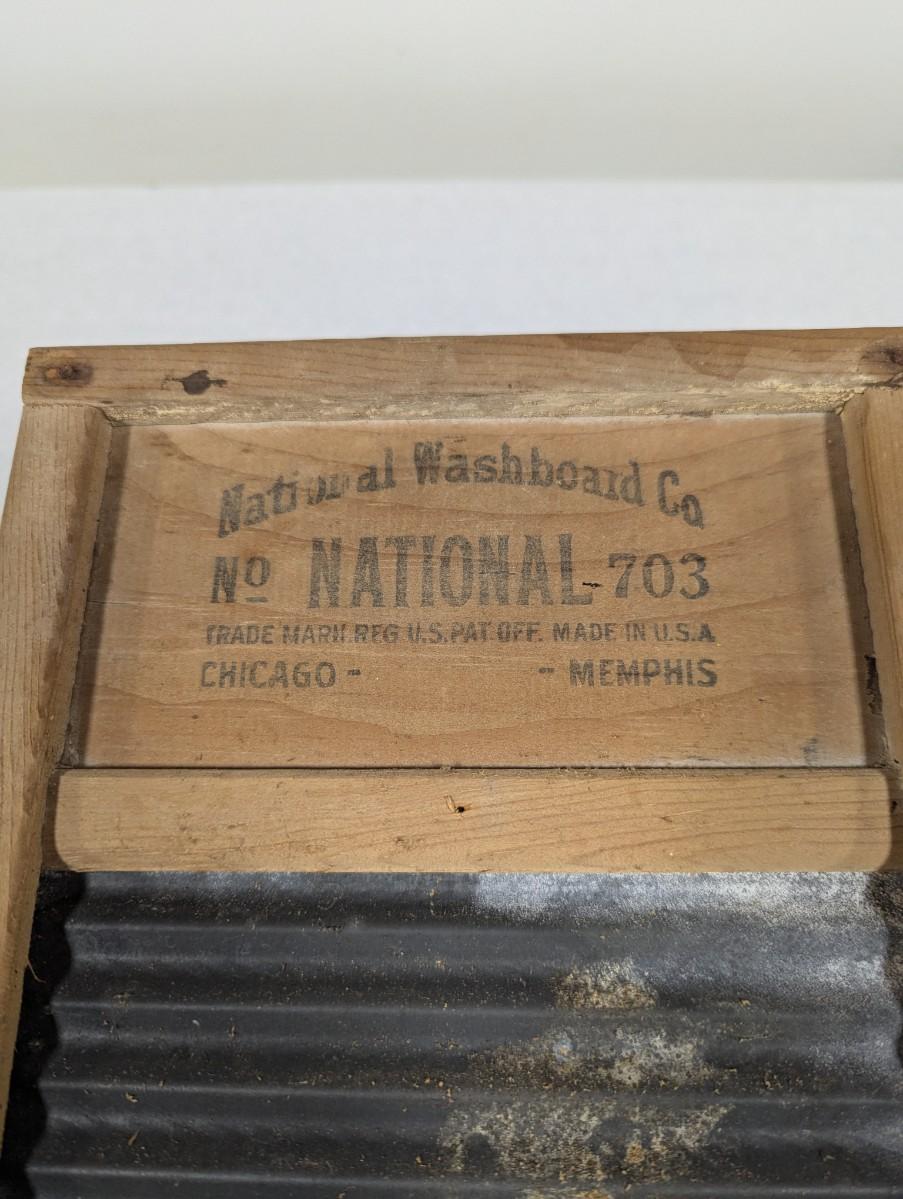 National Washboard Co
Nº NATIONAL-703
TRADE MARK.REG U.S.PAT.OFF. MADE IN U.S.A.
CHICAGO - - MEMPHIS